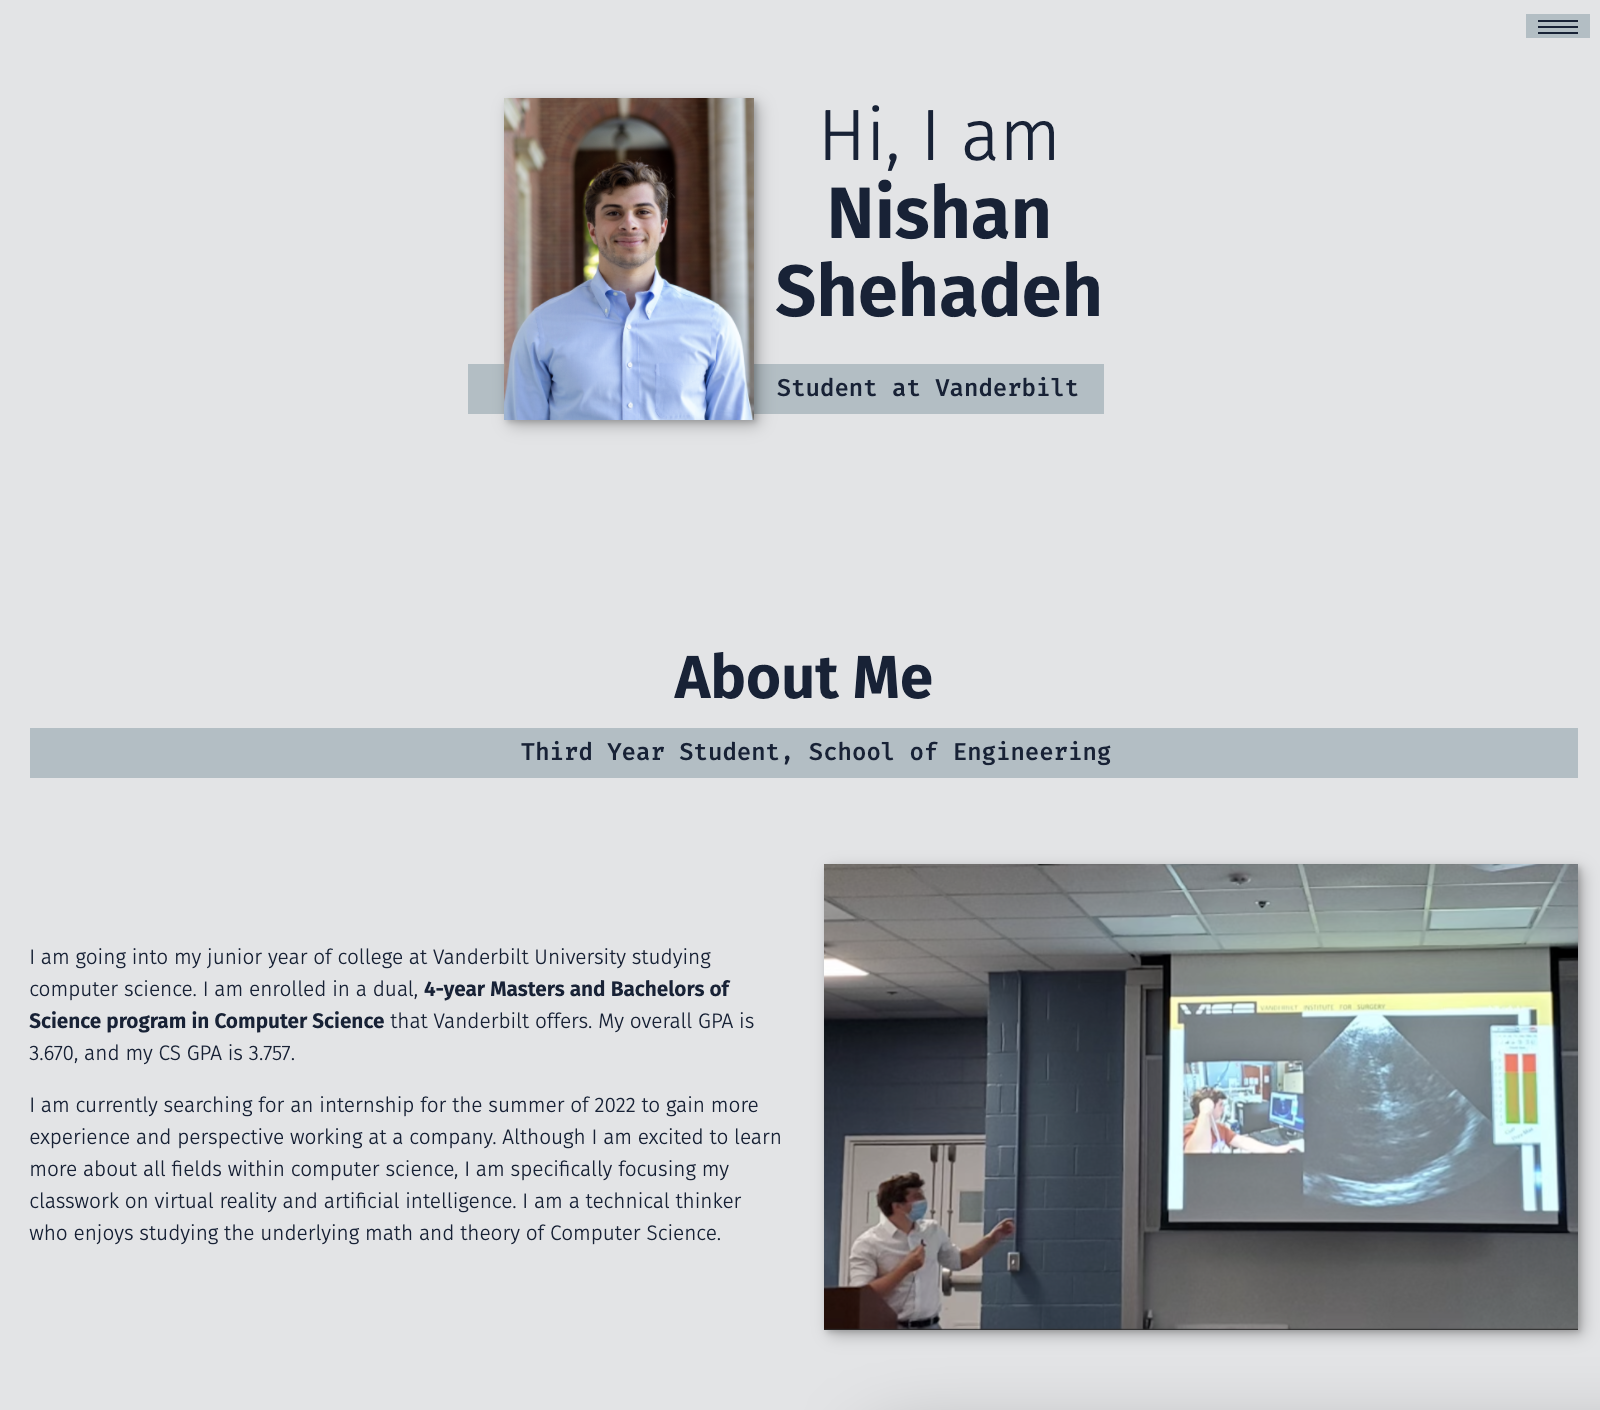 Hi, I am
Nishan
Shehadeh
Student at Vanderbilt
About Me
Third Year Student, School of Engineering
I am going into my junior year of college at Vanderbilt University studying
computer science. I am enrolled in a dual, 4-year Masters and Bachelors of
Science program in Computer Science that Vanderbilt offers. My overall GPA is
3.670, and my CS GPA is 3.757.
I am currently searching for an internship for the summer of 2022 to gain more
experience and perspective working at a company. Although I am excited to learn
more about all fields within computer science, I am specifically focusing my
classwork on virtual reality and artificial intelligence. I am a technical thinker
who enjoys studying the underlying math and theory of Computer Science.
VANDERBILT INSTITUTE FOR SURGERY